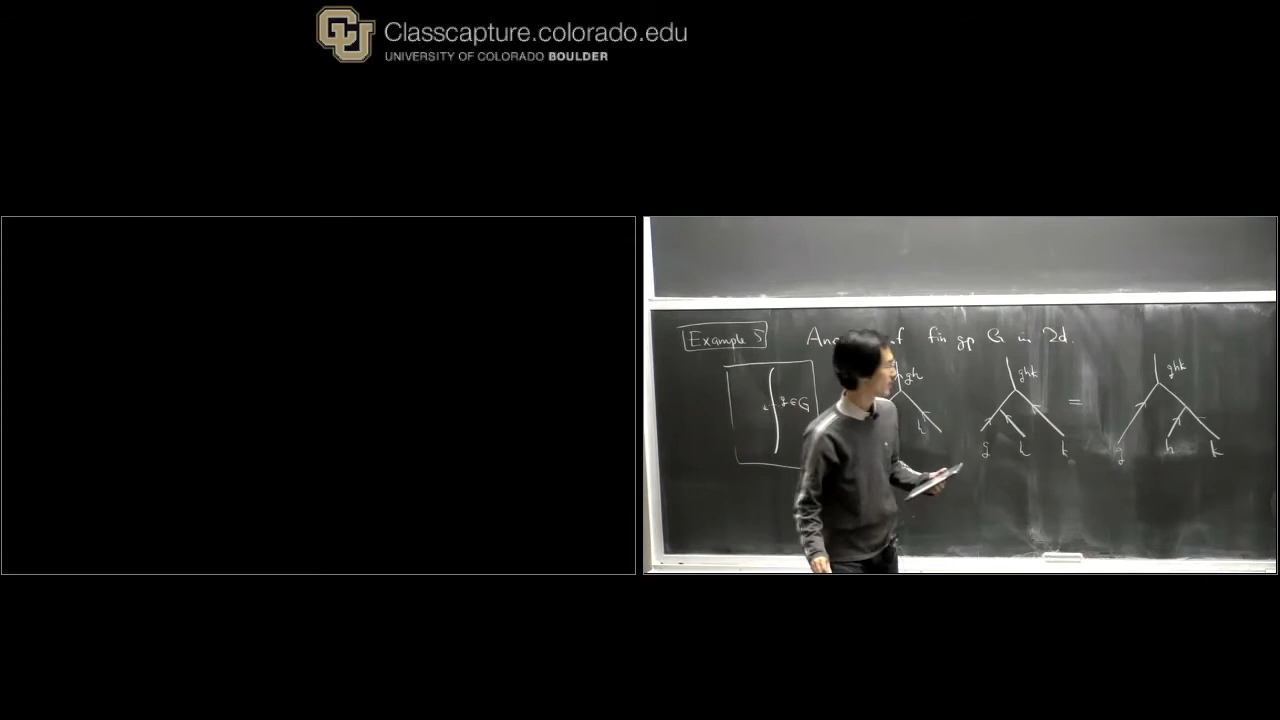 Classcapture.colorado.edu
UNIVERSITY OF COLORADO BOULDER
Example 5 fin gp G in 2d.
g ∈ G
gh
h
ghk
g h k
=
ghk
g h k